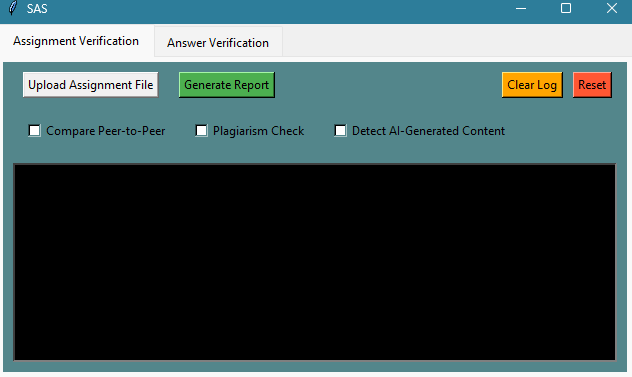 SAS
Assignment Verification
Answer Verification
Upload Assignment File
Generate Report
Clear Log
Reset
Compare Peer-to-Peer
Plagiarism Check
Detect AI-Generated Content